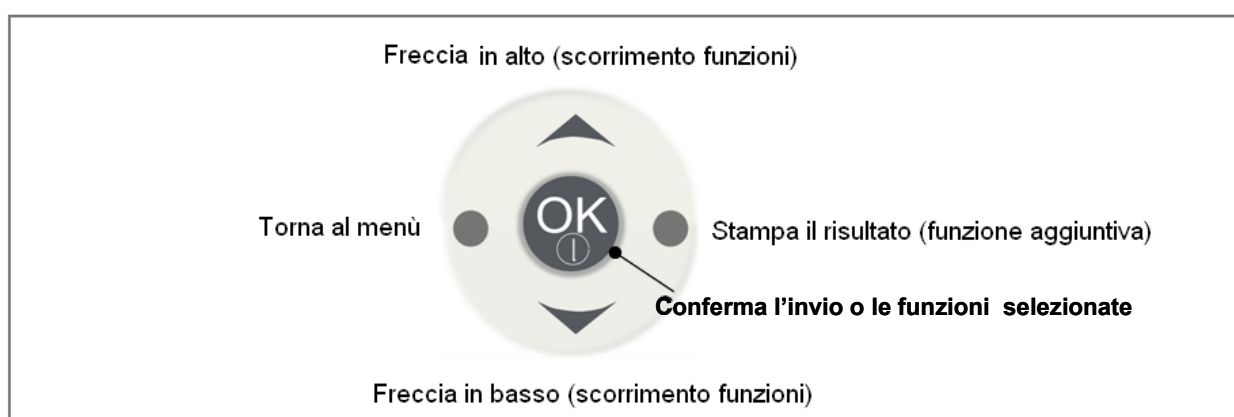 Freccia in alto (scorrimento funzioni)
OK
Torna al menù
Stampa il risultato (funzione aggiuntiva)
Conferma l’invio o le funzioni selezionate
Freccia in basso (scorrimento funzioni)